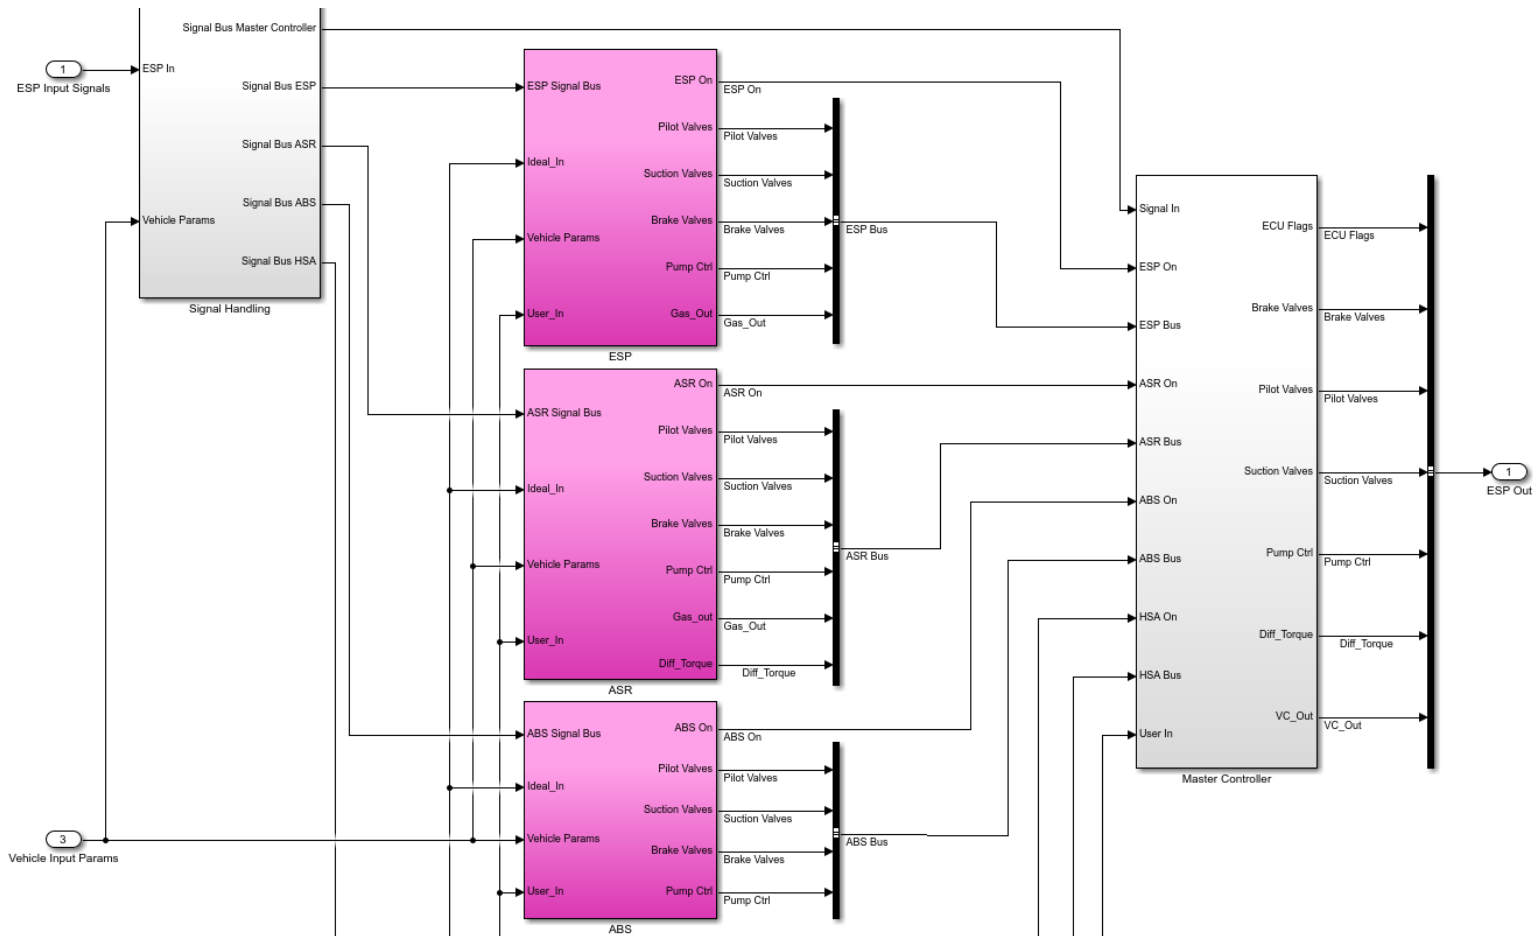 Signal Bus Master Controller
1
ESP In
ESP Input Signals
Signal Bus ESP
Signal Bus ASR
Signal Bus ABS
Vehicle Params
Signal Bus HSA
Signal Handling
ESP Signal Bus
ESP On
ESP On
Pilot Valves
Pilot Valves
Ideal_In
Suction Valves
Suction Valves
Brake Valves
Brake Valves
ESP Bus
Vehicle Params
Pump Ctrl
Pump Ctrl
User_In
Gas_Out
Gas_Out
ESP
ASR On
ASR On
ASR Signal Bus
Pilot Valves
Pilot Valves
Suction Valves
Suction Valves
Ideal_In
Brake Valves
Brake Valves
ASR Bus
Vehicle Params
Pump Ctrl
Pump Ctrl
Gas_out
Gas_Out
User_In
Diff_Torque
Diff_Torque
ASR
ABS Signal Bus
ABS On
ABS On
Pilot Valves
Pilot Valves
Ideal_In
Suction Valves
Suction Valves
3
Vehicle Input Params
Vehicle Params
ABS Bus
Brake Valves
Brake Valves
User_In
Pump Ctrl
Pump Ctrl
ABS
Signal In
ECU Flags
ECU Flags
ESP On
Brake Valves
Brake Valves
ESP Bus
ASR On
Pilot Valves
Pilot Valves
ASR Bus
Suction Valves
Suction Valves
1
ESP Out
ABS On
ABS Bus
Pump Ctrl
Pump Ctrl
HSA On
Diff_Torque
Diff_Torque
HSA Bus
VC_Out
VC_Out
User In
Master Controller